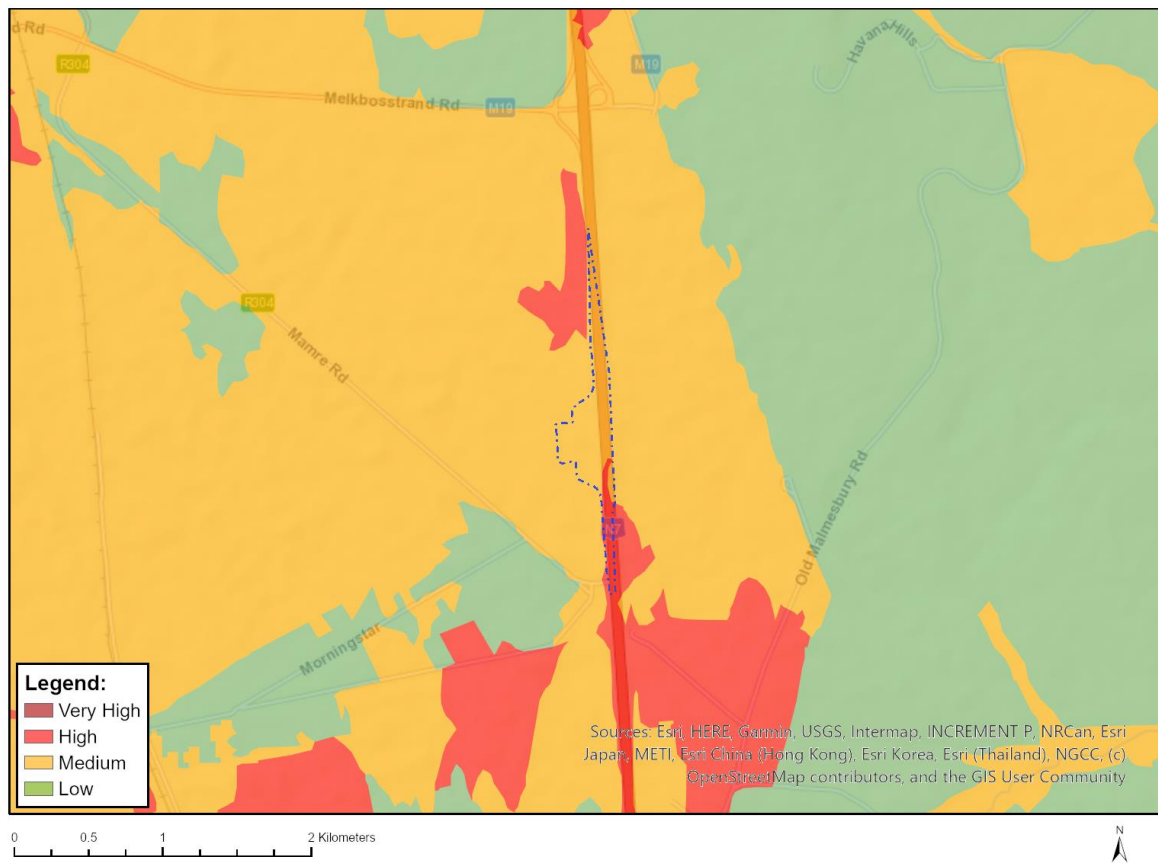 d Rd
R304
Melkbosstrand Rd
M19
M19
Havana Hills
R304
Mamre Rd
N7
Old Malmesbury Rd
Morningstar
Legend:
Very High
High
Medium
Low
Sources: Esri, HERE, Garmin, USGS, Intermap, INCREMENT P, NRCan, Esri
Japan, METI, Esri China (Hong Kong), Esri Korea, Esri (Thailand), NGCC, (c)
OpenStreetMap contributors, and the GIS User Community
0 0.5 1 2 Kilometers
N